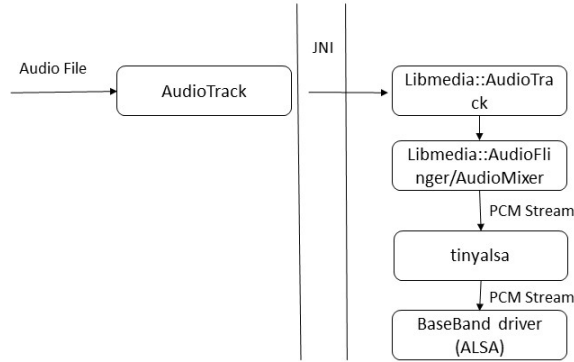 Audio File
AudioTrack
JNI
Libmedia::AudioTra
ck
Libmedia::AudioFli
nger/AudioMixer
PCM Stream
tinyalsa
PCM Stream
BaseBand driver
(ALSA)